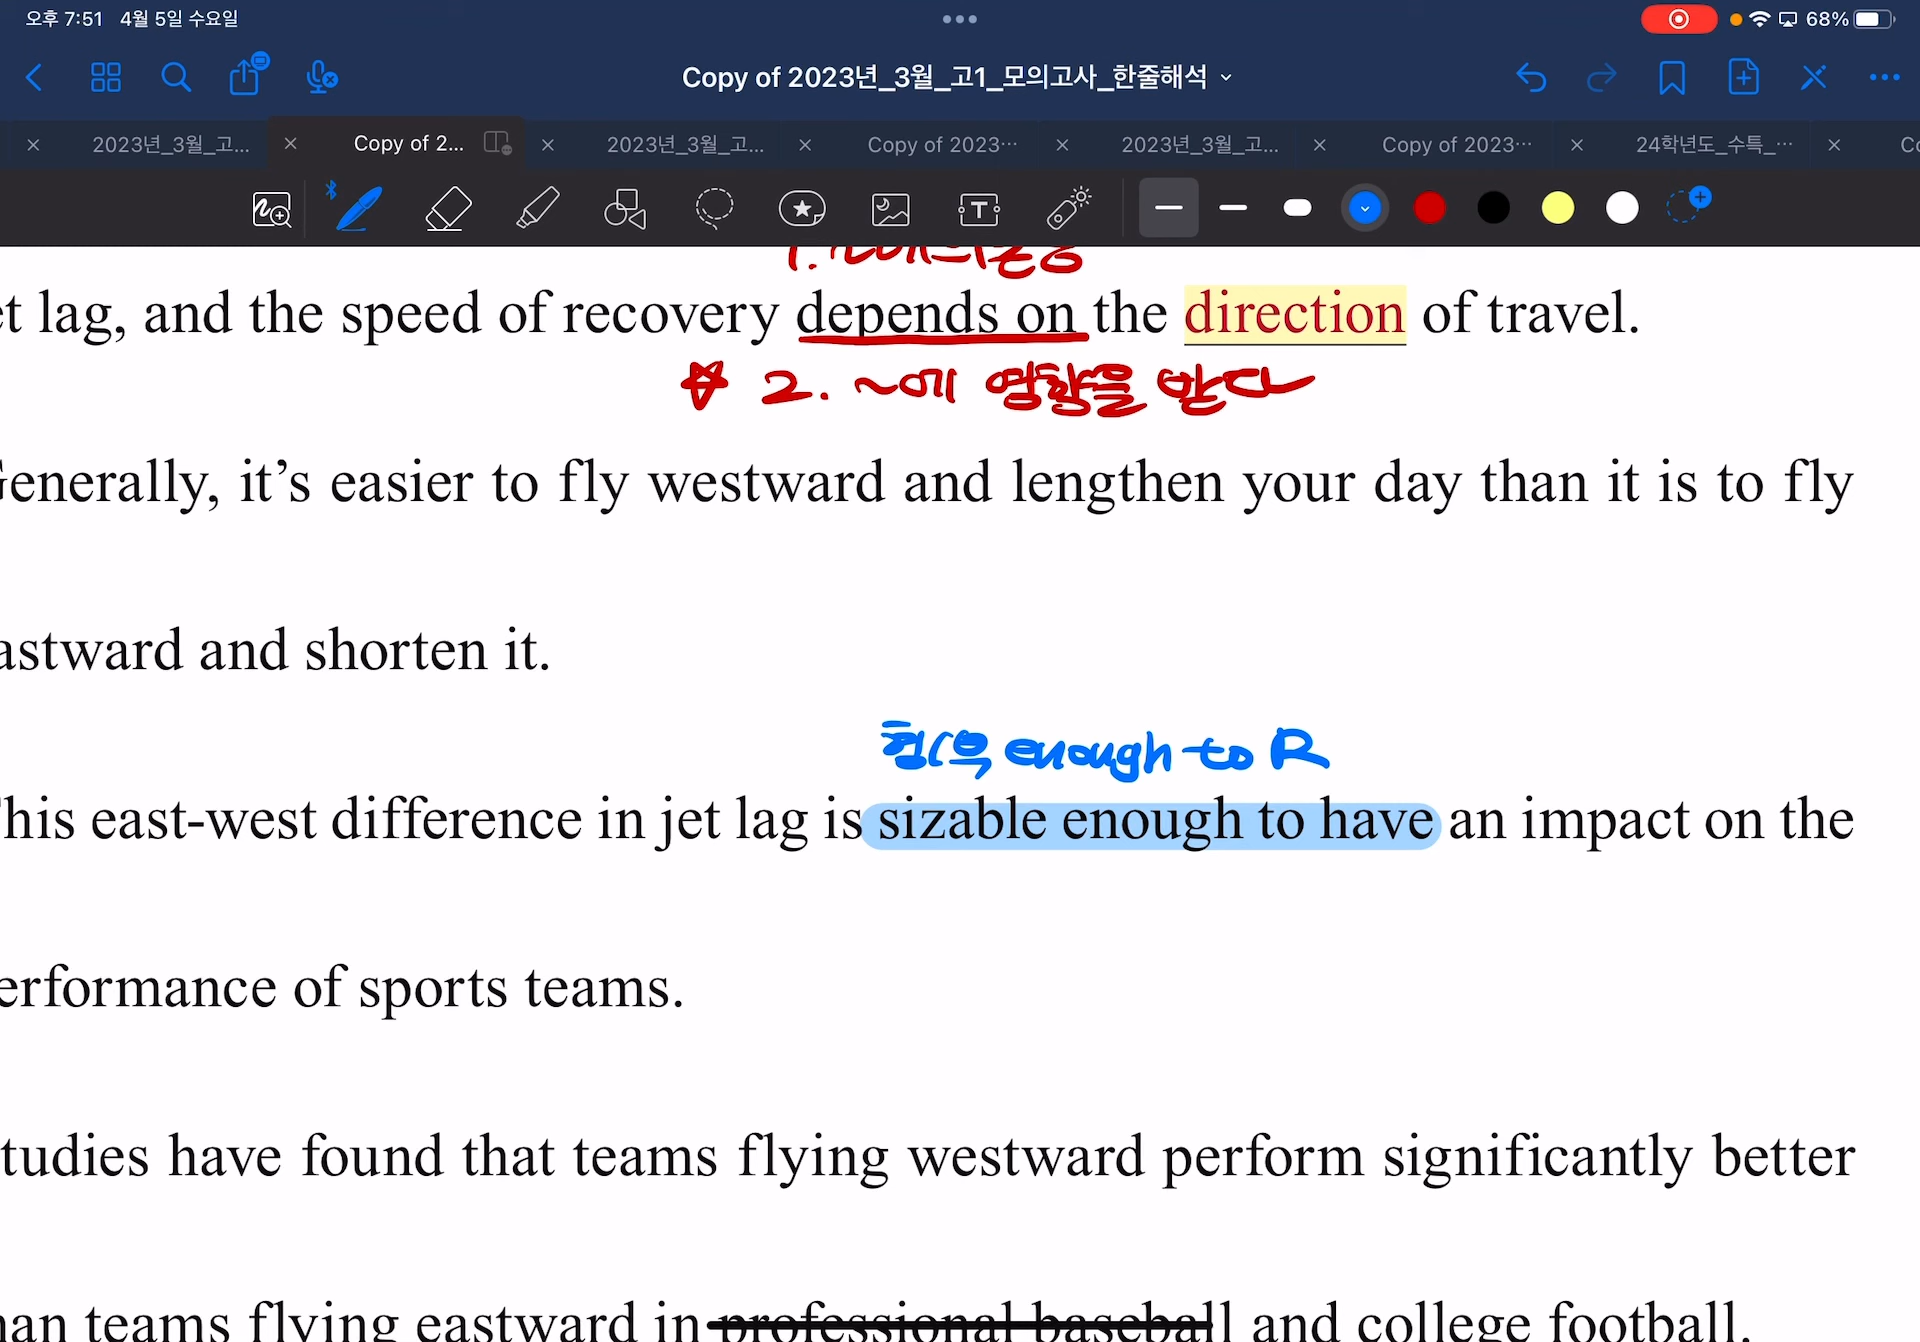 오후 7:51 4월 5일 수요일
68%
Copy of 2023년_3월_고1_모의고사_한줄해석
2023년_3월_고... Copy of 2... 2023년_3월_고... Copy of 2023... 2023년_3월_고... Copy of 2023... 24학년도_수특_...
et lag, and the speed of recovery depends on the direction of travel.
2. ~에 영향을 받다
Generally, it's easier to fly westward and lengthen your day than it is to fly
astward and shorten it.
형/부 enough to R
This east-west difference in jet lag is sizable enough to have an impact on the
erformance of sports teams.
tudies have found that teams flying westward perform significantly better
an teams flying eastward in professional baseball and college football.